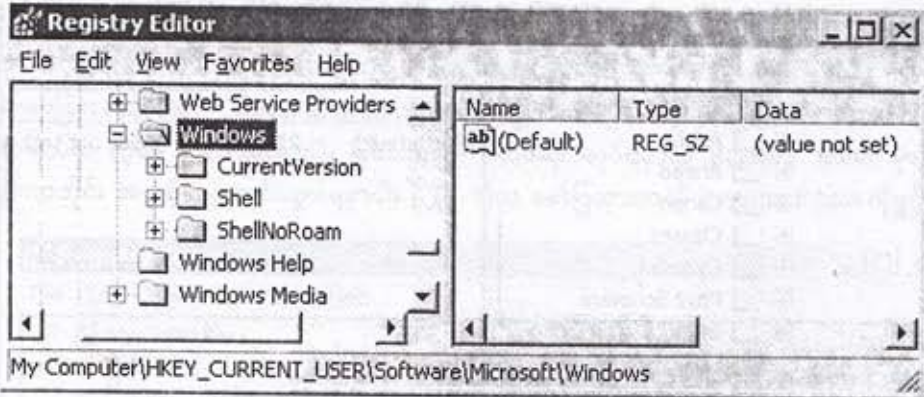 Registry Editor
File Edit View Favorites Help
Web Service Providers
Windows
CurrentVersion
Shell
ShellNoRoam
Windows Help
Windows Media
Name Type Data
ab (Default) REG_SZ (value not set)
My Computer\HKEY_CURRENT_USER\Software\Microsoft\Windows